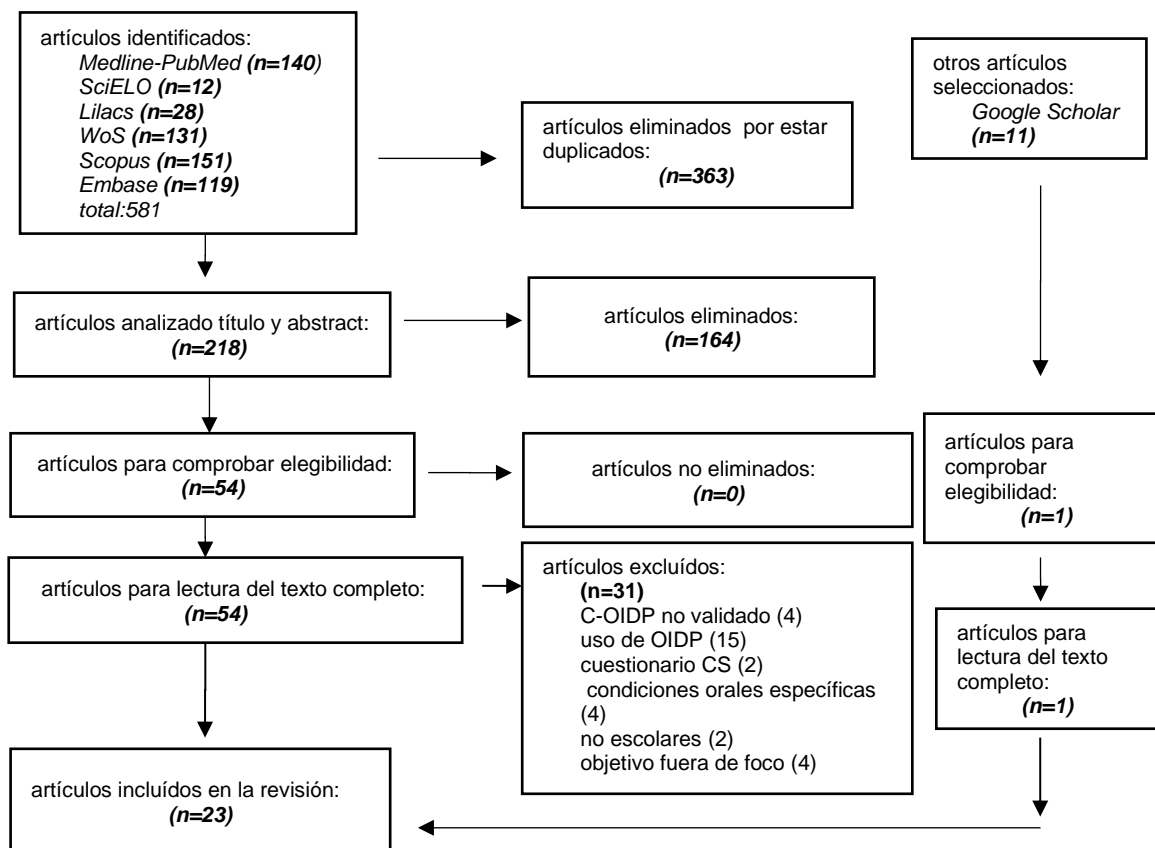 artículos identificados:
Medline-PubMed (n=140)
SciELO (n=12)
Lilacs (n=28)
WoS (n=131)
Scopus (n=151)
Embase (n=119)
total:581
artículos eliminados por estar
duplicados:
(n=363)
otros artículos
seleccionados:
Google Scholar
(n=11)
artículos analizado título y abstract:
(n=218)
artículos eliminados:
(n=164)
artículos para comprobar elegibilidad:
(n=54)
artículos no eliminados:
(n=0)
artículos para
comprobar
elegibilidad:
(n=1)
artículos para lectura del texto completo:
(n=54)
artículos excluídos:
(n=31)
C-OIDP no validado (4)
uso de OIDP (15)
cuestionario CS (2)
condiciones orales específicas
(4)
no escolares (2)
objetivo fuera de foco (4)
artículos para
lectura del texto
completo:
(n=1)
artículos incluídos en la revisión:
(n=23)